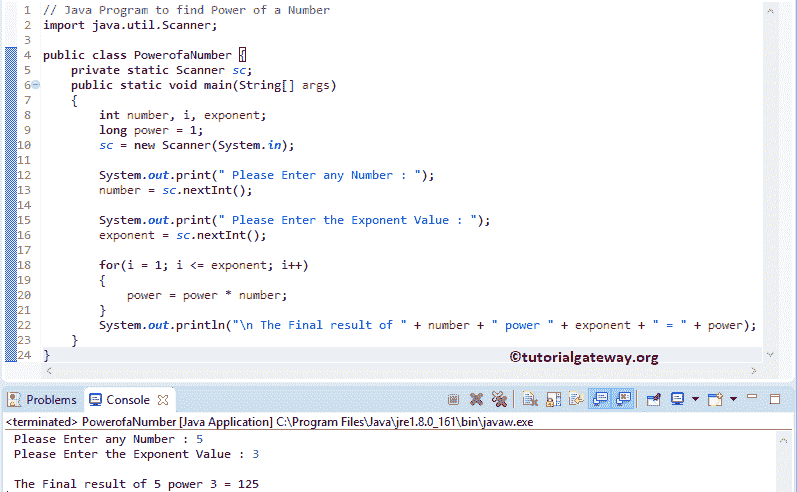 1 // Java Program to find Power of a Number
2 import java.util.Scanner;
3
4 public class PowerofaNumber {
5 private static Scanner sc;
6 public static void main(String[] args)
7 {
8 int number, i, exponent;
9 long power = 1;
10 sc = new Scanner(System.in);
11
12 System.out.print(" Please Enter any Number : ");
13 number = sc.nextInt();
14
15 System.out.print(" Please Enter the Exponent Value : ");
16 exponent = sc.nextInt();
17
18 for(i = 1; i <= exponent; i++)
19 {
20 power = power * number;
21 }
22 System.out.println("\n The Final result of " + number + " power " + exponent + " = " + power);
23 }
24 }
©tutorialgateway.org
Problems Console
<terminated> PowerofaNumber [Java Application] C:\Program Files\Java\jre1.8.0_161\bin\javaw.exe
Please Enter any Number : 5
Please Enter the Exponent Value : 3
The Final result of 5 power 3 = 125